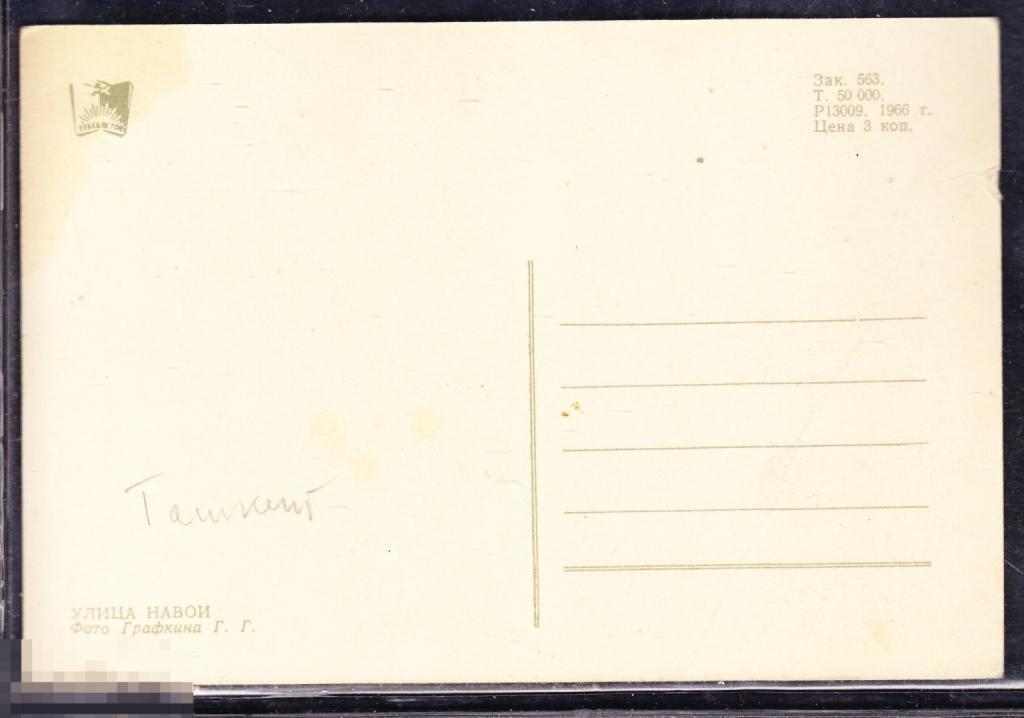 Зак. 563.
Т. 50 000.
Р13009. 1966 г.
Цена 3 коп.
Ташкент
УЛИЦА НАВОИ
Фото Графкина Г. Г.